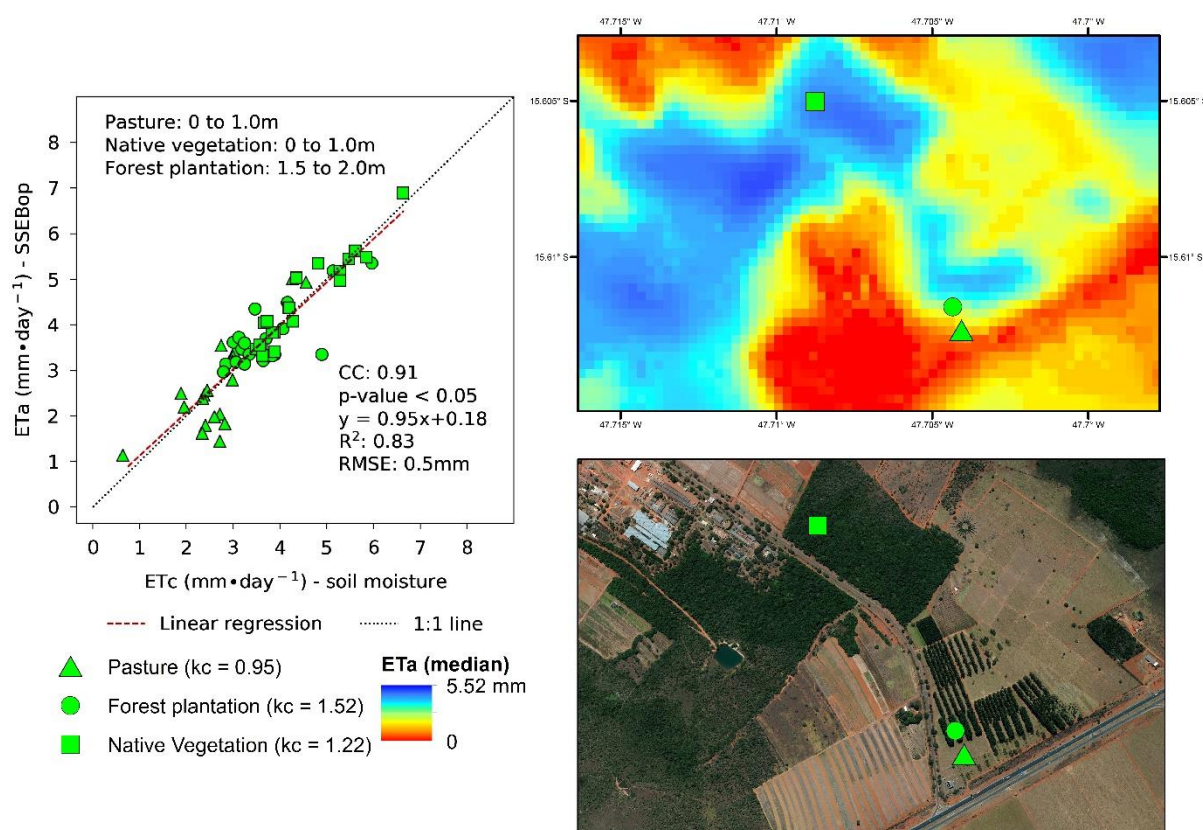 Pasture: 0 to 1.0m
Native vegetation: 0 to 1.0m
Forest plantation: 1.5 to 2.0m
CC: 0.91
p-value < 0.05
y = 0.95x+0.18
R²: 0.83
RMSE: 0.5mm
8
7
6
5
4
3
2
1
0
ETa (mm•day⁻¹) - SSEBop
0 1 2 3 4 5 6 7 8
ETc (mm•day⁻¹) - soil moisture
Linear regression 1:1 line
Pasture (kc = 0.95)
Forest plantation (kc = 1.52)
Native Vegetation (kc = 1.22)
ETa (median)
5.52 mm
0
47.715° W 47.71° W 47.705° W 47.7° W
15.605° S 15.605° S
15.61° S 15.61° S
47.715° W 47.71° W 47.705° W 47.7° W